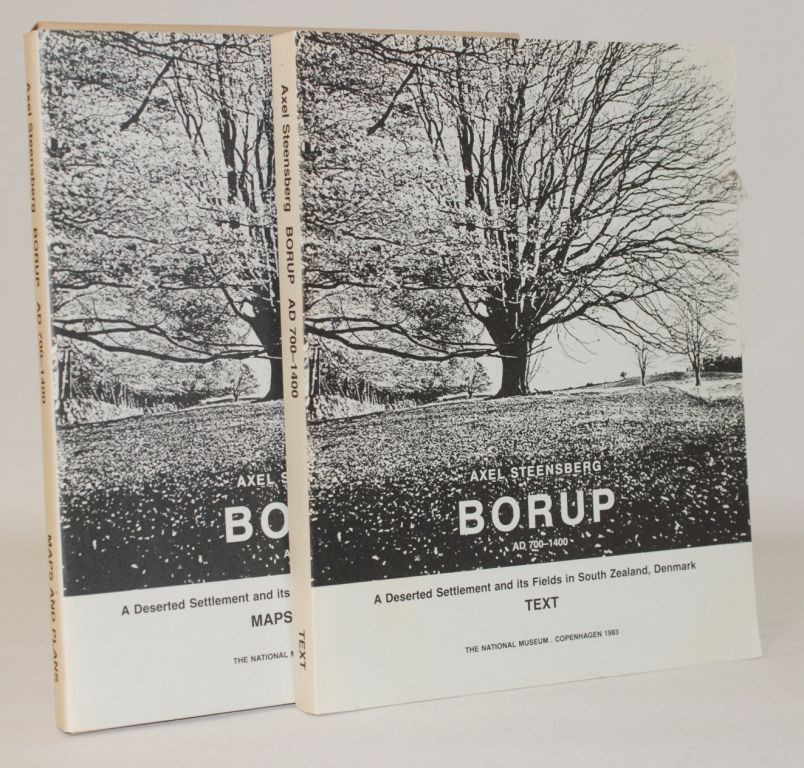 Axel Steensberg BORUP AD 700–1400 MAPS AND PLANS
AXEL S
BO
A
A Deserted Settlement and its
MAPS
THE NATIONAL M
Axel Steensberg BORUP AD 700–1400 TEXT
AXEL STEENSBERG
BORUP
AD 700–1400
A Deserted Settlement and its Fields in South Zealand, Denmark
TEXT
THE NATIONAL MUSEUM . COPENHAGEN 1983